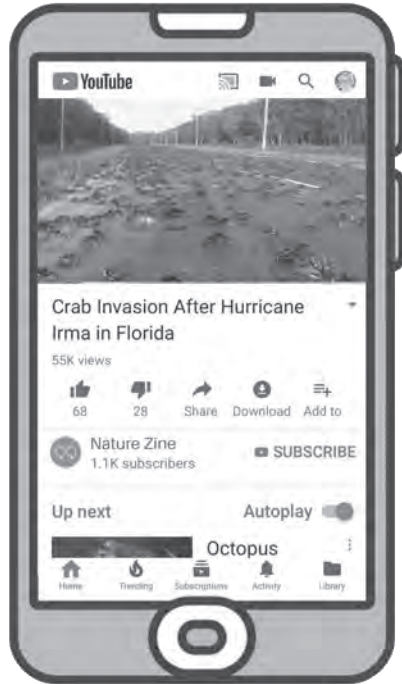 YouTube
Crab Invasion After Hurricane
Irma in Florida
55K views
68 28 Share Download Add to
Nature Zine
1.1K subscribers
SUBSCRIBE
Up next Autoplay
Octopus
Home Trending Subscriptions Activity Library